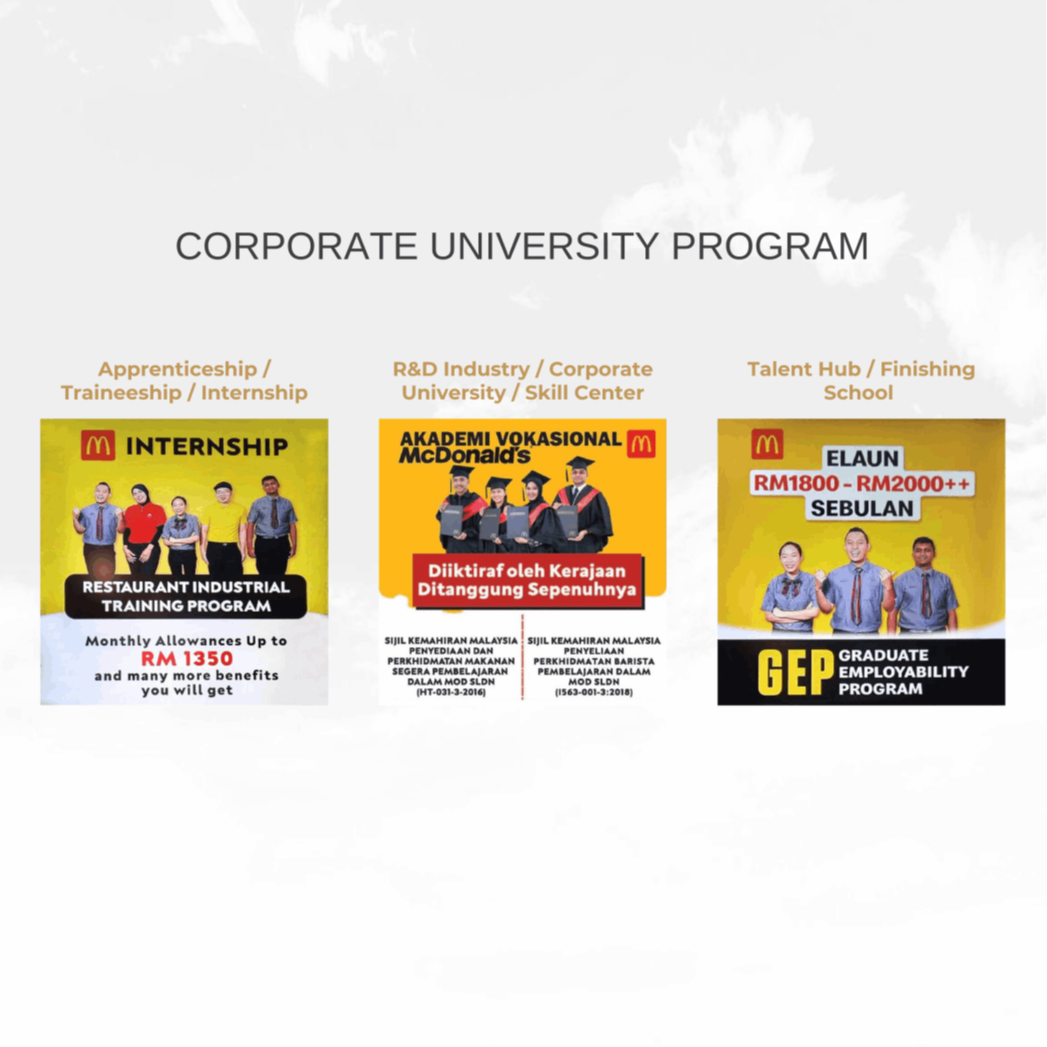 CORPORATE UNIVERSITY PROGRAM
Apprenticeship /
Traineeship / Internship
INTERNSHIP
RESTAURANT INDUSTRIAL
TRAINING PROGRAM
Monthly Allowances Up to
RM 1350
and many more benefits
you will get
R&D Industry / Corporate
University / Skill Center
AKADEMI VOKASIONAL
McDonald's
Diiktiraf oleh Kerajaan
Ditanggung Sepenuhnya
SIJIL KEMAHIRAN MALAYSIA
PENYEDIAAN DAN
PERKHIDMATAN MAKANAN
SEGERA PEMBELAJARAN
DALAM MOD SLDN
(HT-031-3-2016)
SIJIL KEMAHIRAN MALAYSIA
PENYELIAAN
PERKHIDMATAN BARISTA
PEMBELAJARAN DALAM
MOD SLDN
(I563-001-3:2018)
Talent Hub / Finishing
School
ELAUN
RM1800 - RM2000++
SEBULAN
GEP
GRADUATE
EMPLOYABILITY
PROGRAM